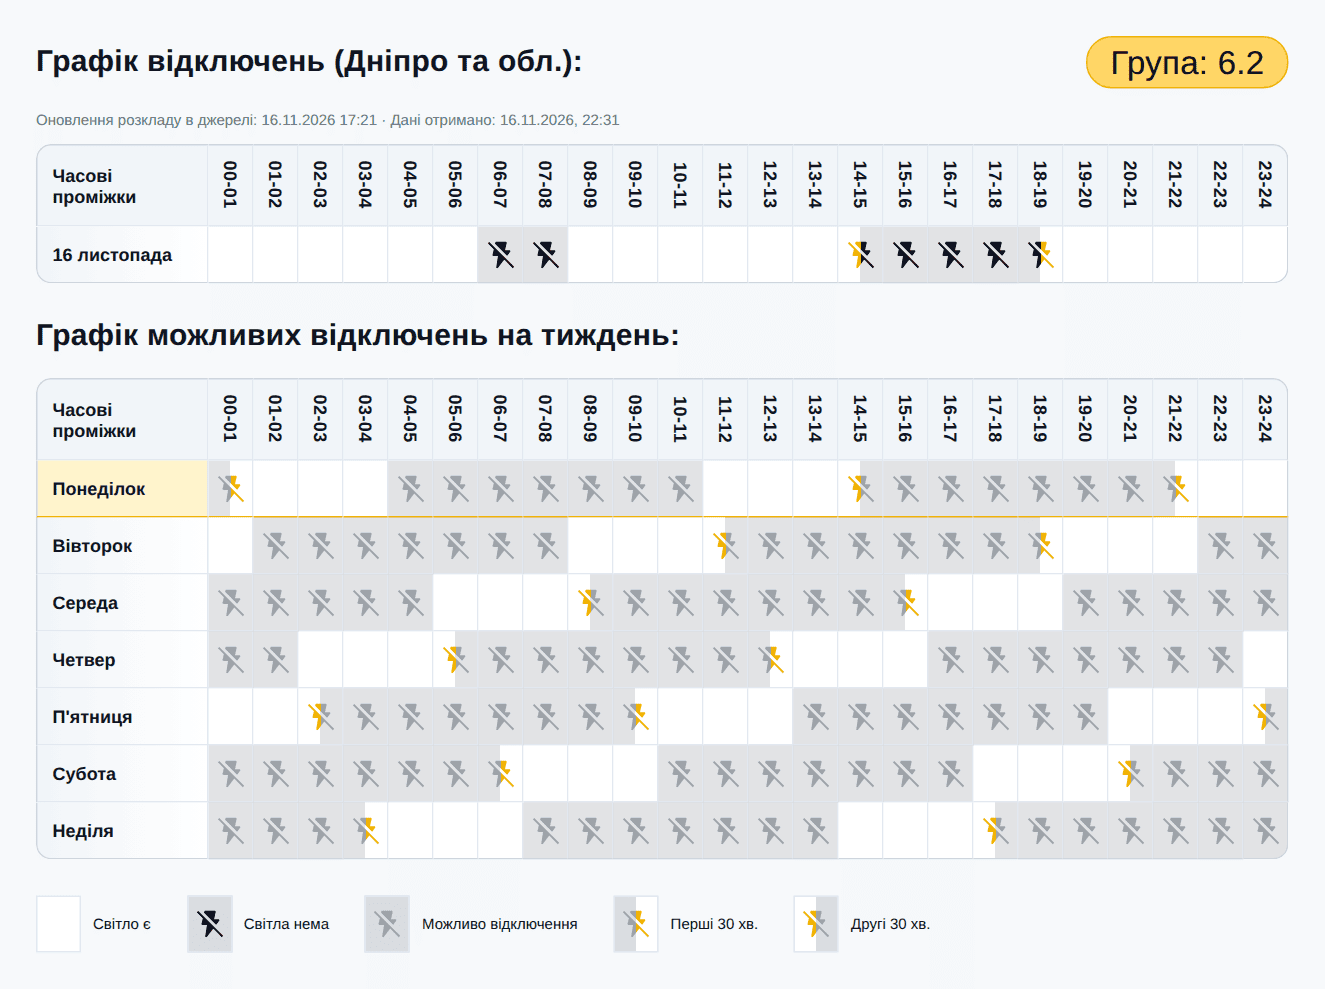 Графік відключень (Дніпро та обл.):
Група: 6.2
Оновлення розкладу в джерелі: 16.11.2026 17:21 · Дані отримано: 16.11.2026, 22:31
Часові проміжки 00-01 01-02 02-03 03-04 04-05 05-06 06-07 07-08 08-09 09-10 10-11 11-12 12-13 13-14 14-15 15-16 16-17 17-18 18-19 19-20 20-21 21-22 22-23 23-24
16 листопада
Графік можливих відключень на тиждень:
Часові проміжки 00-01 01-02 02-03 03-04 04-05 05-06 06-07 07-08 08-09 09-10 10-11 11-12 12-13 13-14 14-15 15-16 16-17 17-18 18-19 19-20 20-21 21-22 22-23 23-24
Понеділок
Вівторок
Середа
Четвер
П'ятниця
Субота
Неділя
Світло є Світла нема Можливо відключення Перші 30 хв. Другі 30 хв.